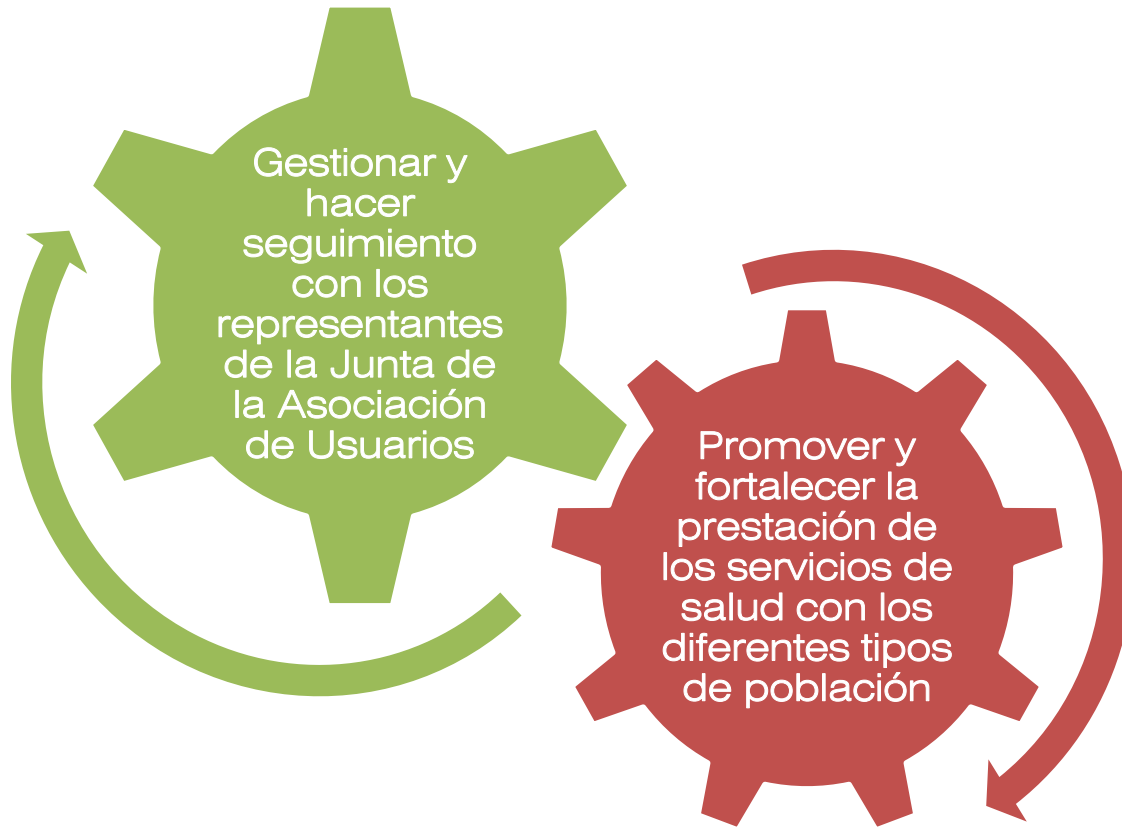 Gestionar y
hacer
seguimiento
con los
representantes
de la Junta de
la Asociación
de Usuarios
Promover y
fortalecer la
prestación de
los servicios de
salud con los
diferentes tipos
de población